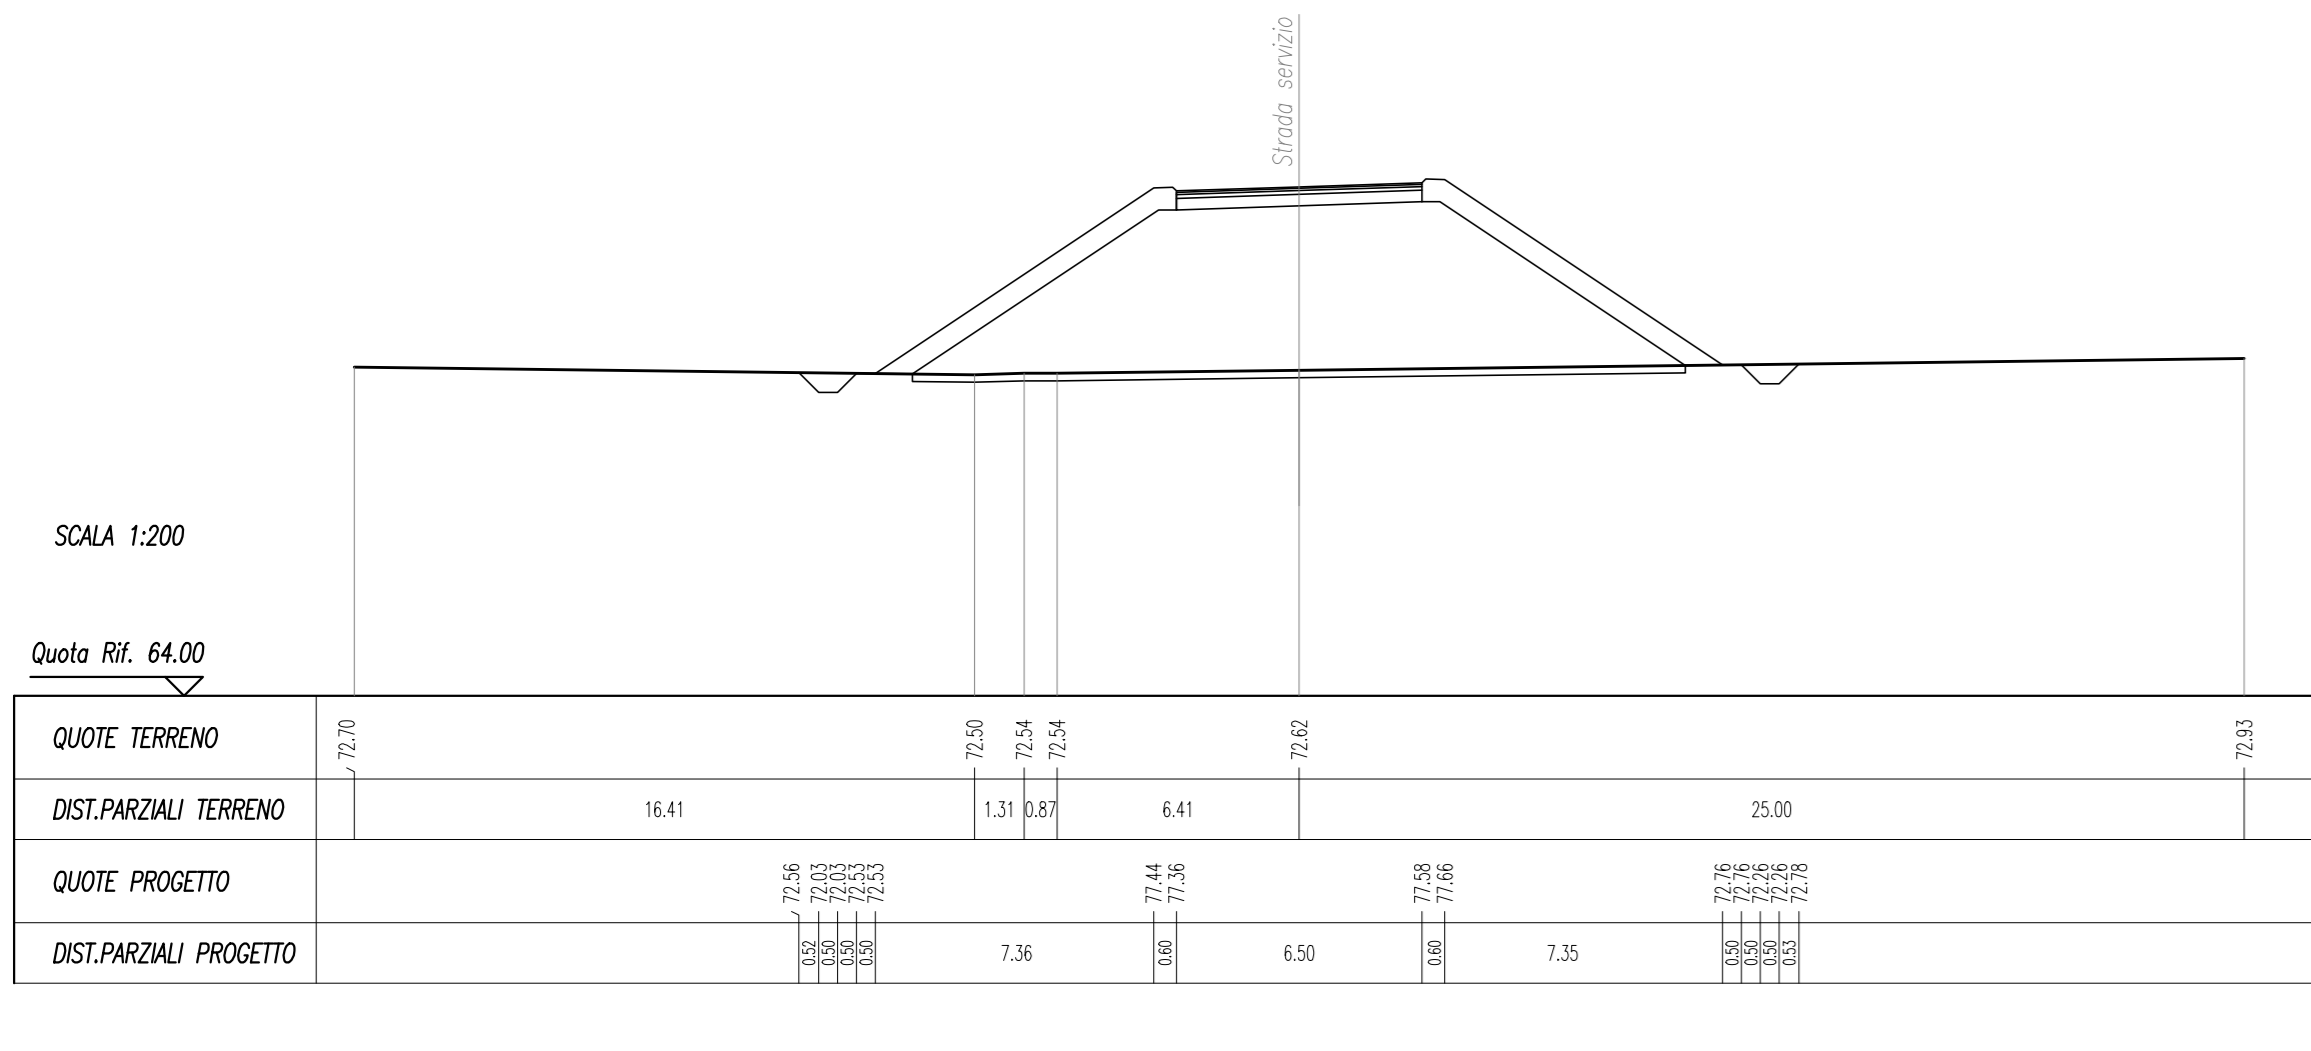 Strada servizio
SCALA 1:200
Quota Rif. 64.00
QUOTE TERRENO 72.70 72.50 72.54 72.54 72.62 72.93
DIST.PARZIALI TERRENO 16.41 1.31 0.87 6.41 25.00
QUOTE PROGETTO 72.56 72.03 72.03 72.53 72.53 77.44 77.36 77.58 77.66 72.76 72.76 72.26 72.26 72.78
DIST.PARZIALI PROGETTO 0.52 0.50 0.50 0.50 7.36 0.60 6.50 0.60 7.35 0.50 0.50 0.50 0.53